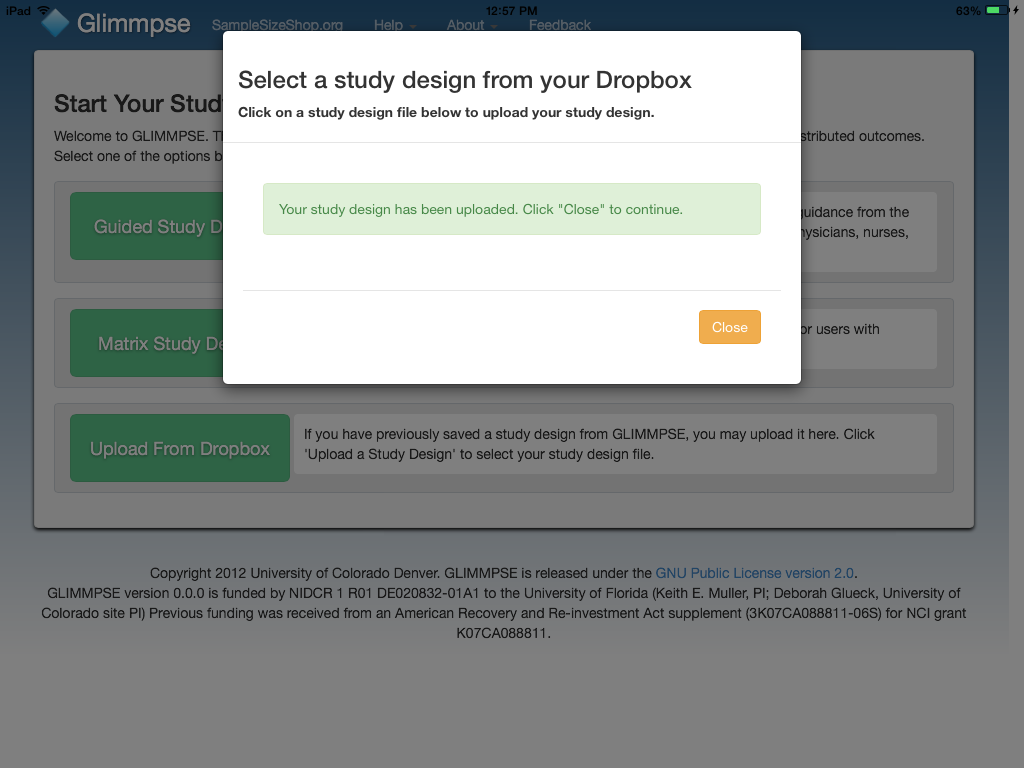 iPad 12:57 PM 63%
Glimmpse SampleSizeShop.org Help About Feedback
Select a study design from your Dropbox
Click on a study design file below to upload your study design.
Your study design has been uploaded. Click "Close" to continue.
Close
Start Your Stud
Welcome to GLIMMPSE. stributed outcomes.
Select one of the options
Guided Study guidance from the
nurses,
Matrix Study or users with
Upload From Dropbox
If you have previously saved a study design from GLIMMPSE, you may upload it here. Click
'Upload a Study Design' to select your study design file.
Copyright 2012 University of Colorado Denver. GLIMMPSE is released under the GNU Public License version 2.0.
GLIMMPSE version 0.0.0 is funded by NIDCR 1 R01 DE020832-01A1 to the University of Florida (Keith E. Muller, PI; Deborah Glueck, University of
Colorado site PI) Previous funding was received from an American Recovery and Re-investment Act supplement (3K07CA088811-06S) for NCI grant
K07CA088811.